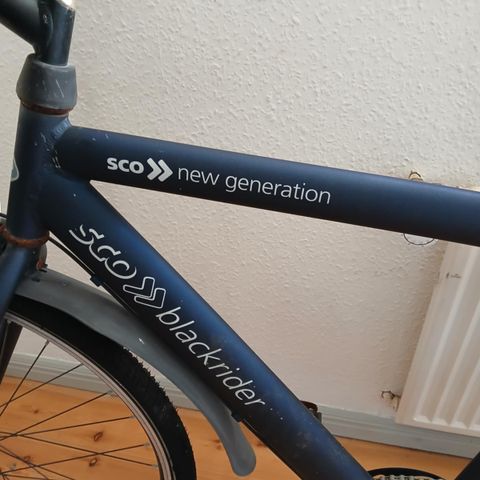 sco new generation
sco blackrider